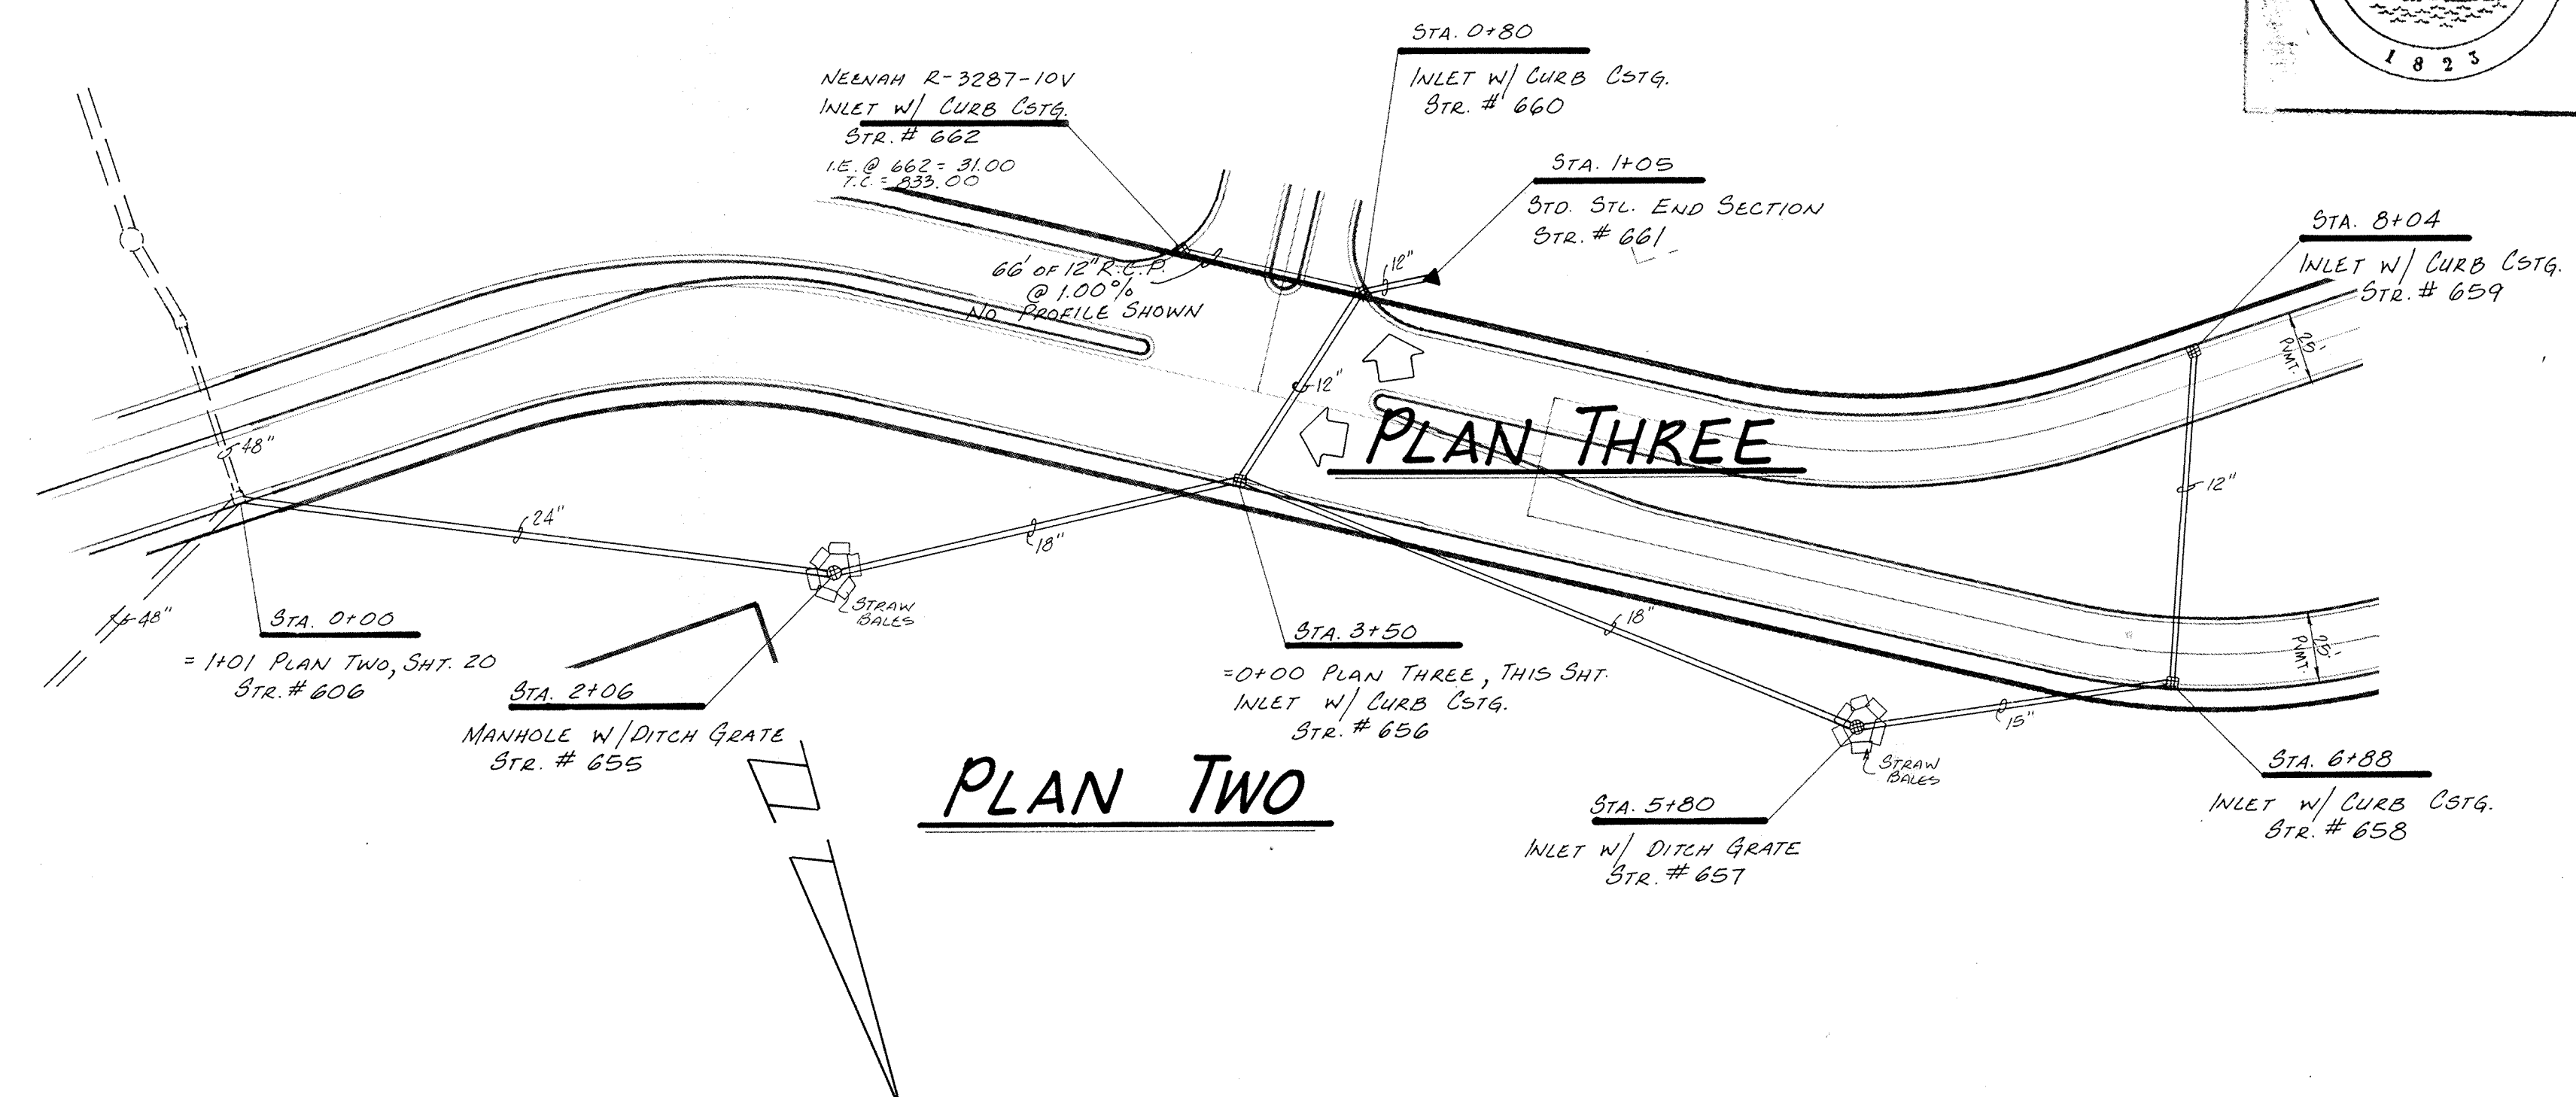 1823
STA. 0+80
INLET W/ CURB CSTG.
STR. # 660
NEENAH R-3287-10V
INLET W/ CURB CSTG.
STR. # 662
I.E. @ 662 = 31.00
T.C. = 833.00
STA. 1+05
STD. STL. END SECTION
STR. # 661
STA. 8+04
INLET W/ CURB CSTG.
STR. # 659
66' OF 12" R.C.P.
@ 1.00%
NO PROFILE SHOWN
12"
12"
25'
PVMT.
PLAN THREE
48"
12"
24"
18"
STRAW
BALES
18"
48"
STA. 0+00
= 1+01 PLAN TWO, SHT. 20
STR. # 606
STA. 2+06
MANHOLE W/DITCH GRATE
STR. # 655
STA. 3+50
=0+00 PLAN THREE, THIS SHT.
INLET W/ CURB CSTG.
STR. # 656
25'
PVMT.
15"
STRAW
BALES
PLAN TWO
STA. 5+80
INLET W/ DITCH GRATE
STR. # 657
STA. 6+88
INLET W/ CURB CSTG.
STR. # 658